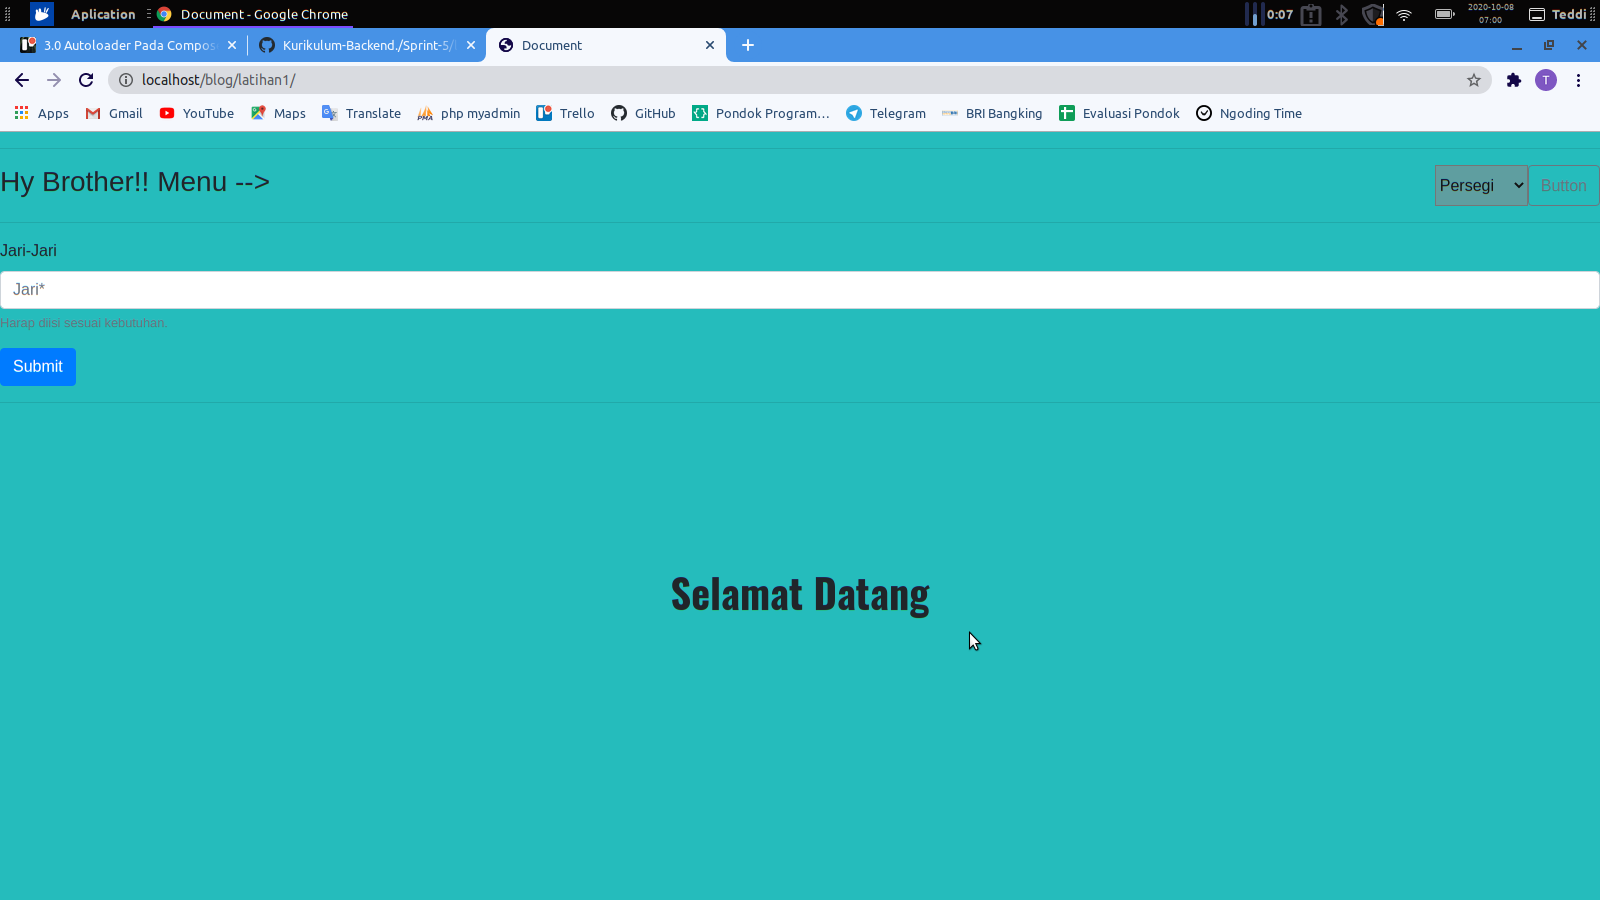 Aplication
Document - Google Chrome
0:07
2020-10-08
07:00
Teddi
3.0 Autoloader Pada Compos
Kurikulum-Backend./Sprint-5/
Document
localhost/blog/latihan1/
T
Apps
Gmail
YouTube
Maps
Translate
php myadmin
Trello
GitHub
Pondok Program…
Telegram
BRI Bangking
Evaluasi Pondok
Ngoding Time
Hy Brother!! Menu -->
Persegi
Button
Jari-Jari
Jari*
Harap diisi sesuai kebutuhan.
Submit
Selamat Datang